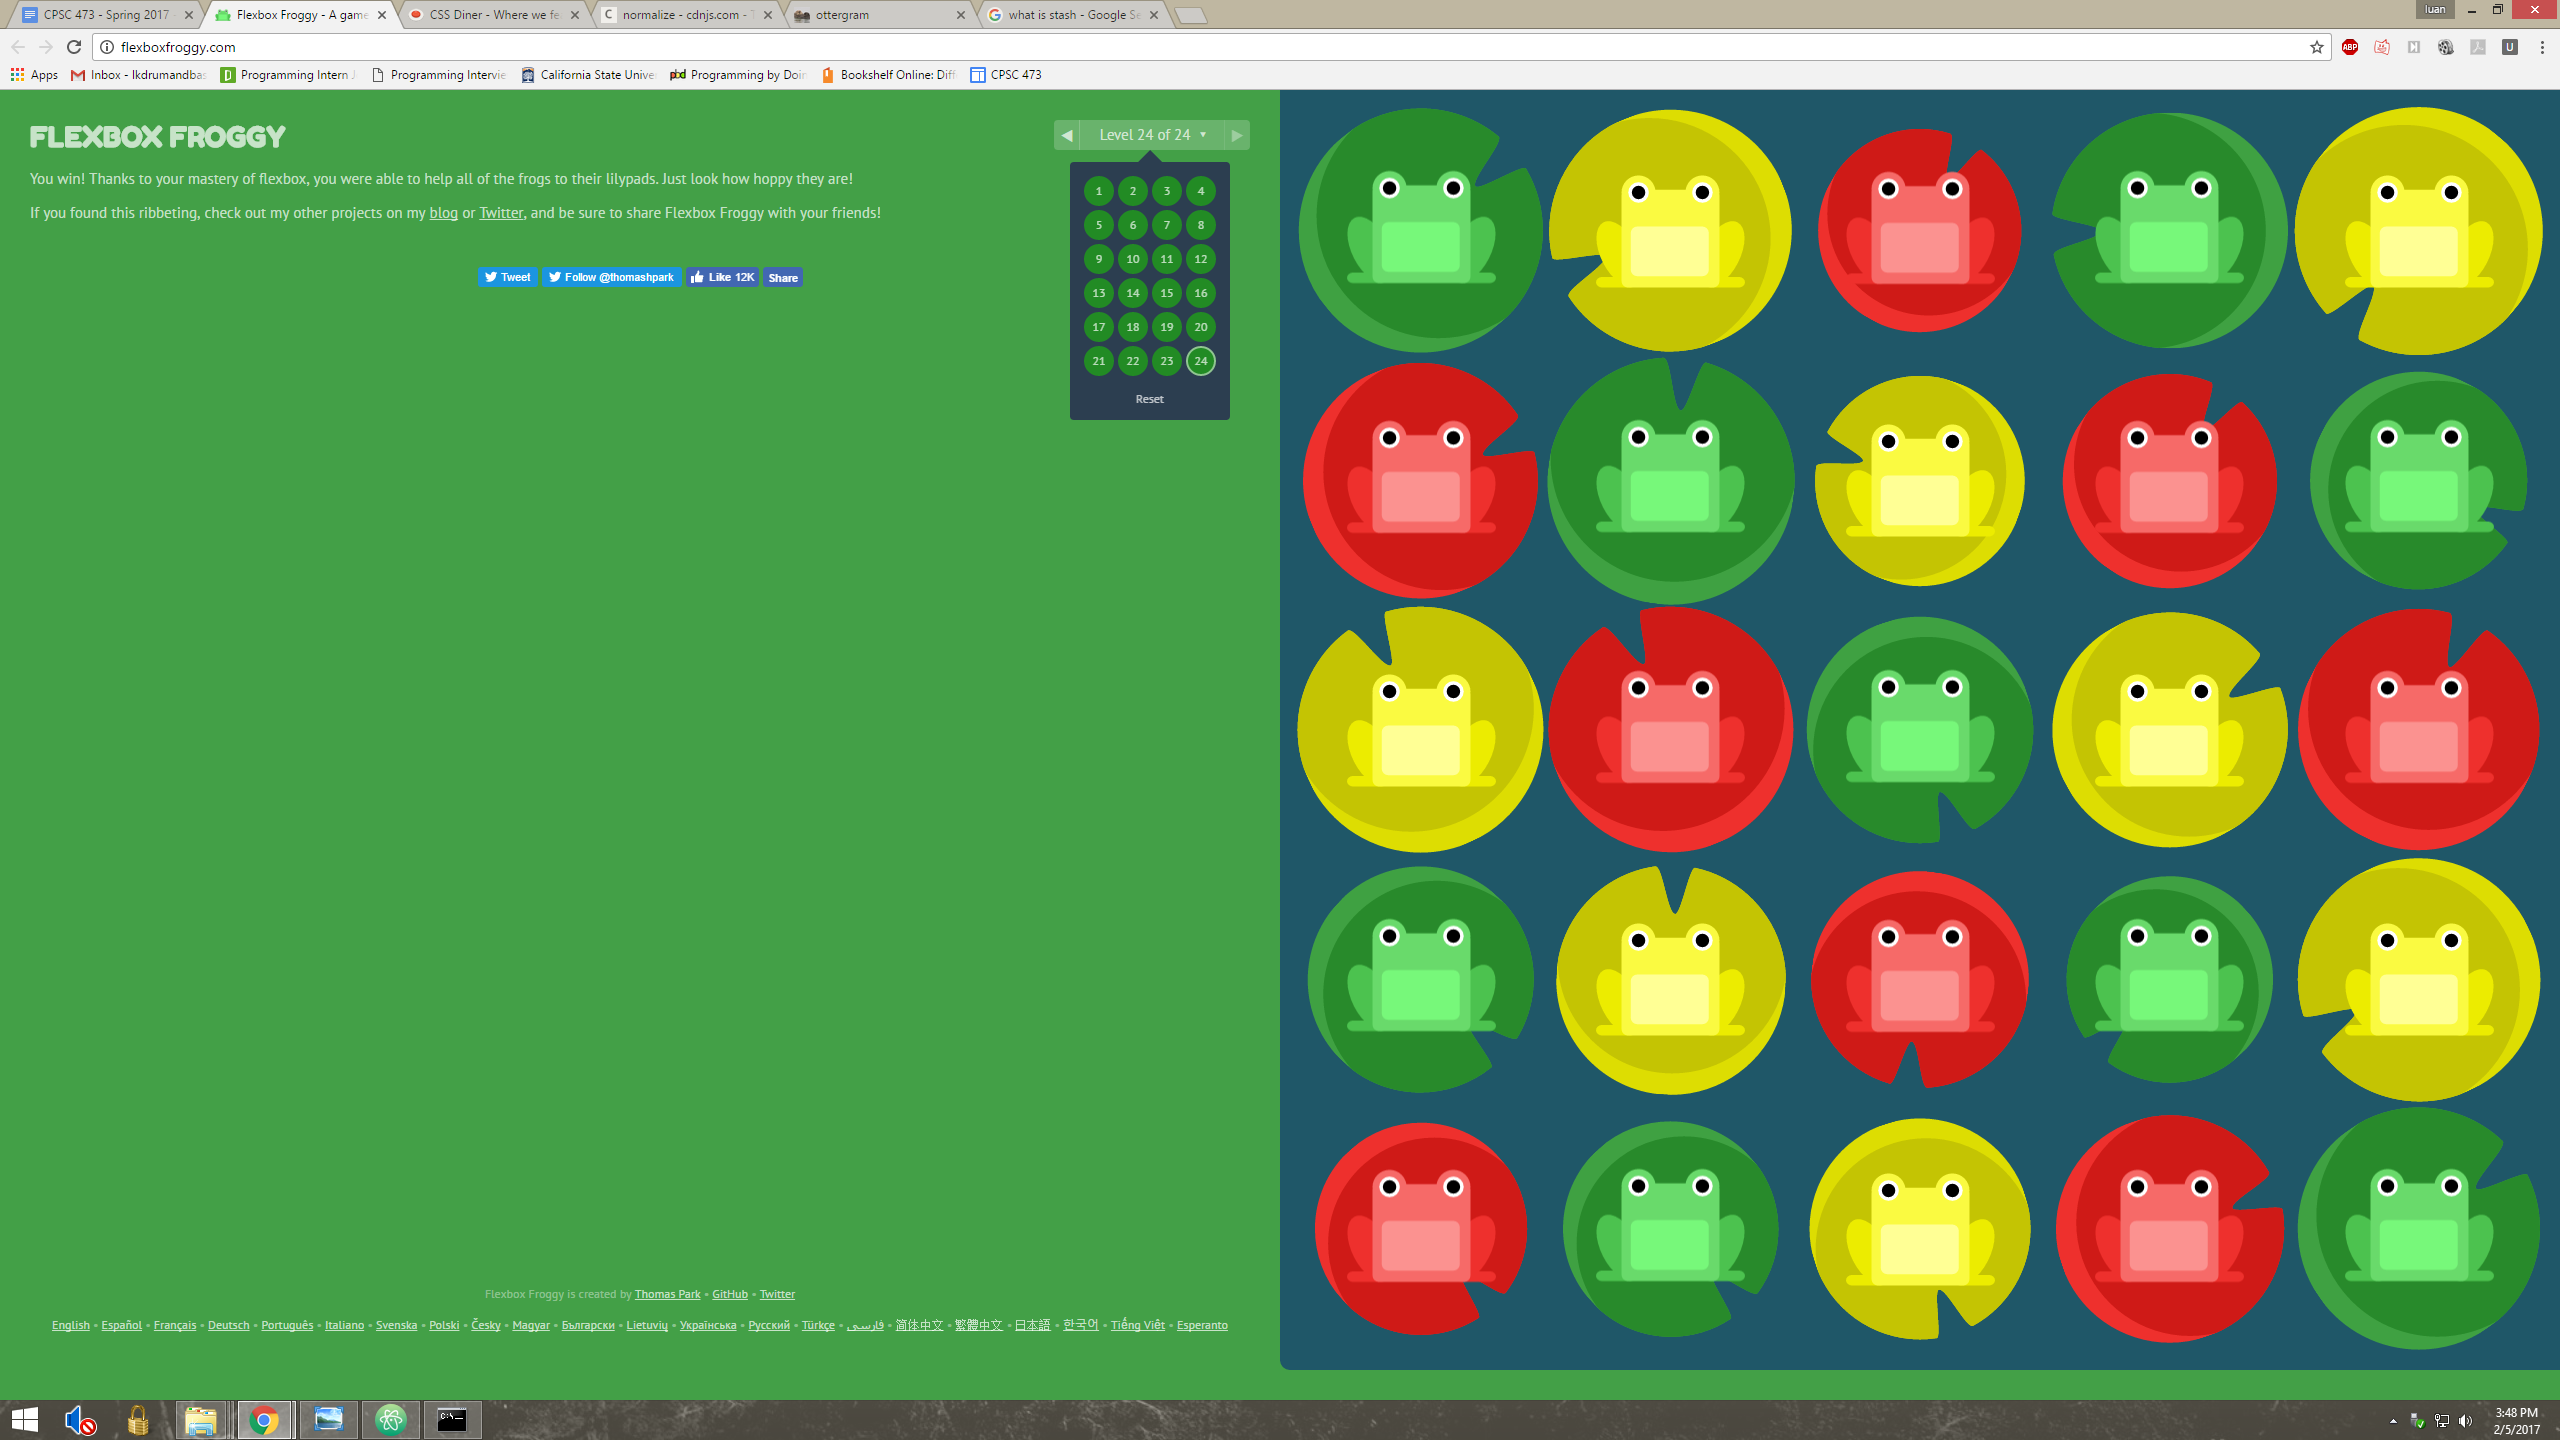 CPSC 473 - Spring 2017
Flexbox Froggy - A game
CSS Diner - Where we fe
normalize - cdnjs.com - T
ottergram
what is stash - Google Se
luan
flexboxfroggy.com
ABP
U
Apps
Inbox - lkdrumandbas
Programming Intern J
Programming Intervie
California State Unive
pbd Programming by Doin
Bookshelf Online: Diff
CPSC 473
FLEXBOX FROGGY
◀ Level 24 of 24 ▼ ▶
You win! Thanks to your mastery of flexbox, you were able to help all of the frogs to their lilypads. Just look how hoppy they are!
If you found this ribbeting, check out my other projects on my blog or Twitter, and be sure to share Flexbox Froggy with your friends!
1 2 3 4
5 6 7 8
9 10 11 12
13 14 15 16
17 18 19 20
21 22 23 24
Reset
Tweet Follow @thomashpark Like 12K Share
Flexbox Froggy is created by Thomas Park • GitHub • Twitter
English • Español • Français • Deutsch • Português • Italiano • Svenska • Polski • Česky • Magyar • Български • Lietuvių • Українська • Русский • Türkçe • فارسی • 简体中文 • 繁體中文 • 日本語 • 한국어 • Tiếng Việt • Esperanto
C:\
3:48 PM
2/5/2017